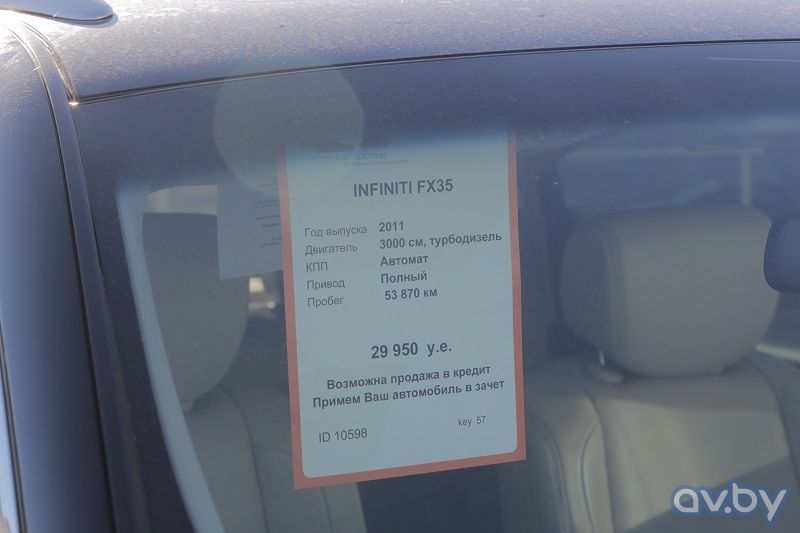 МЕГАПОЛИС
INFINITI FX35
Год выпуска 2011
Двигатель 3000 см, турбодизель
КПП Автомат
Привод Полный
Пробег 53 870 км
29 950 у.е.
Возможна продажа в кредит
Примем Ваш автомобиль в зачет
ID 10598 key 57
av.by